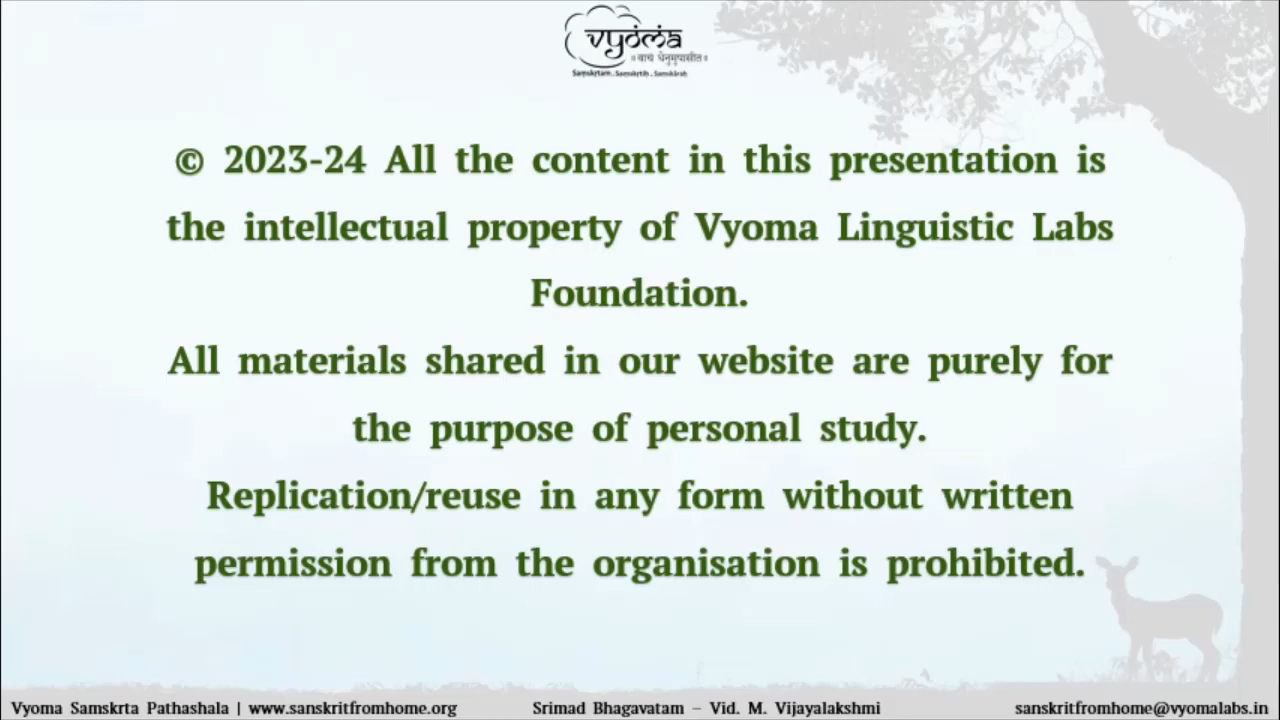 vyoma
॥ वाचं धेनुमुपासीत ॥
Saṃskṛtam . Saṃskṛtiḥ . Saṃskāraḥ
© 2023-24 All the content in this presentation is
the intellectual property of Vyoma Linguistic Labs
Foundation.
All materials shared in our website are purely for
the purpose of personal study.
Replication/reuse in any form without written
permission from the organisation is prohibited.
Vyoma Samskrta Pathashala | www.sanskritfromhome.org
Srimad Bhagavatam – Vid. M. Vijayalakshmi
sanskritfromhome@vyomalabs.in